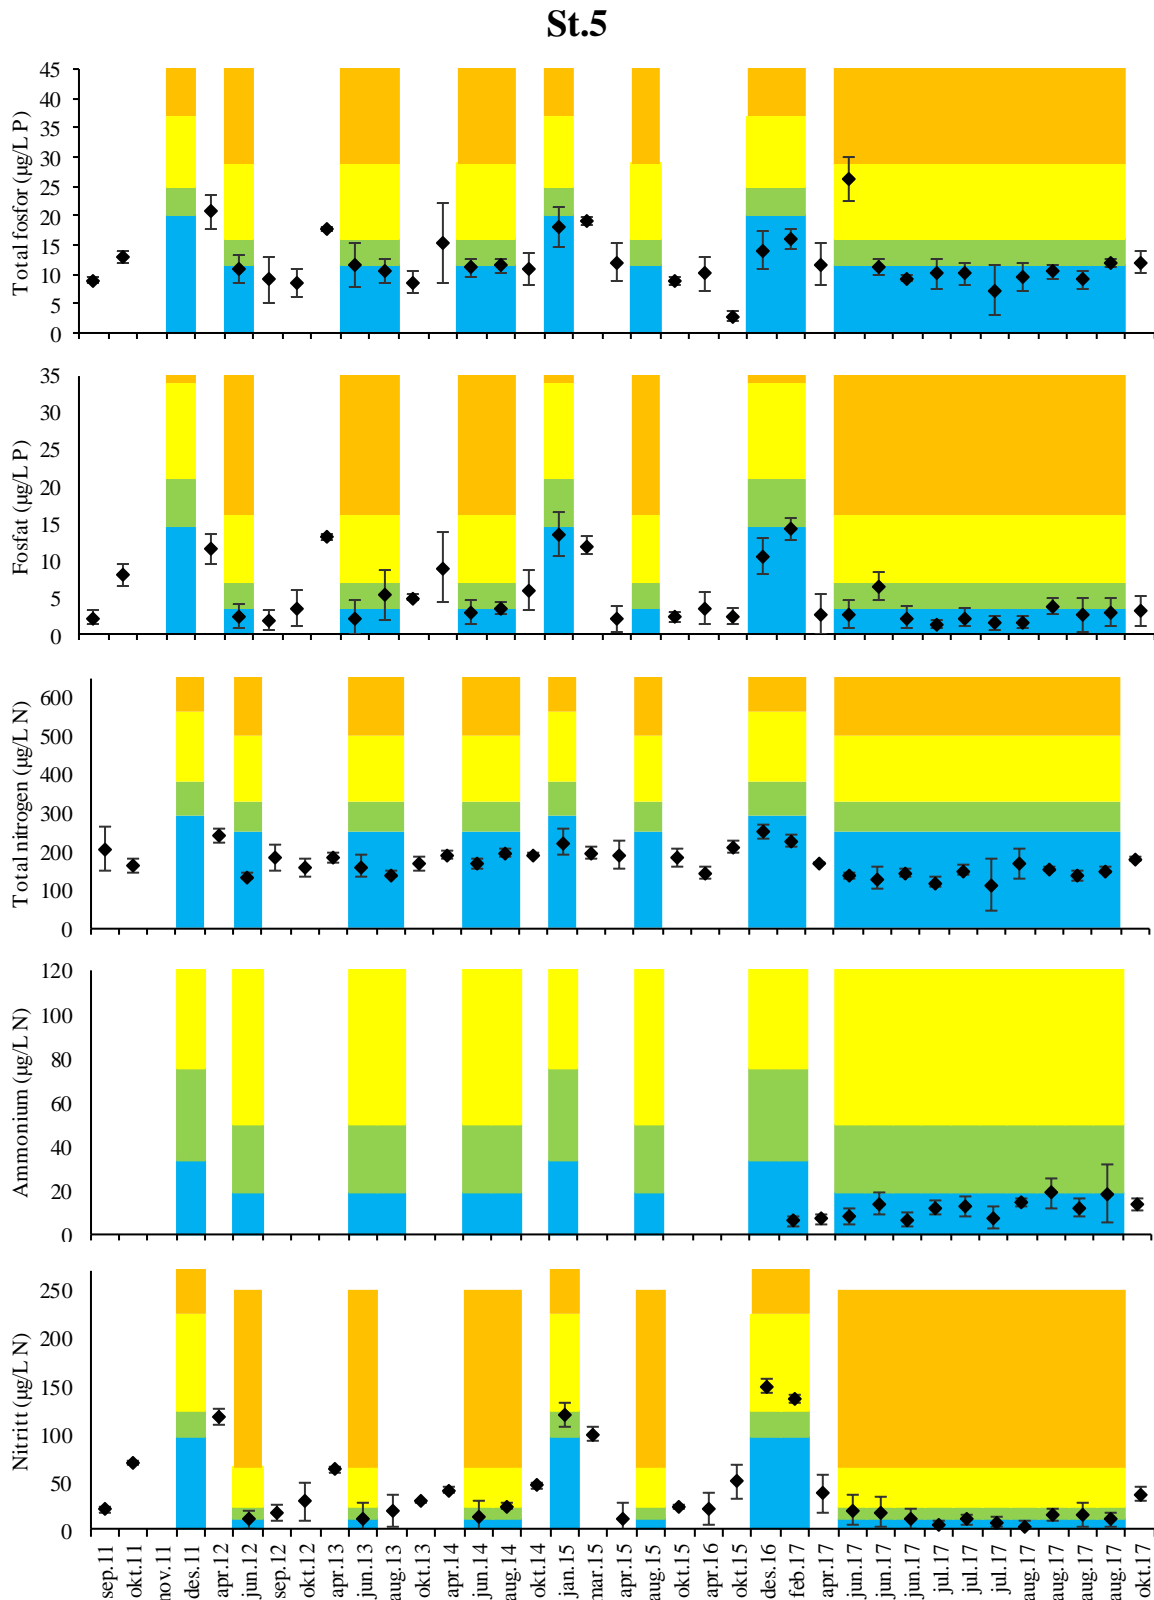 St.5
Total fosfor (µg/L P)
45
40
35
30
25
20
15
10
5
0
Fosfat (µg/L P)
35
30
25
20
15
10
5
0
Total nitrogen (µg/L N)
600
500
400
300
200
100
0
Ammonium (µg/L N)
120
100
80
60
40
20
0
Nitritt (µg/L N)
250
200
150
100
50
0
sep.11
okt.11
nov.11
des.11
apr.12
jun.12
sep.12
okt.12
apr.13
jun.13
aug.13
okt.13
apr.14
jun.14
aug.14
okt.14
jan.15
mar.15
apr.15
aug.15
okt.15
apr.16
okt.15
des.16
feb.17
apr.17
jun.17
jun.17
jun.17
jul.17
jul.17
jul.17
aug.17
aug.17
aug.17
aug.17
okt.17